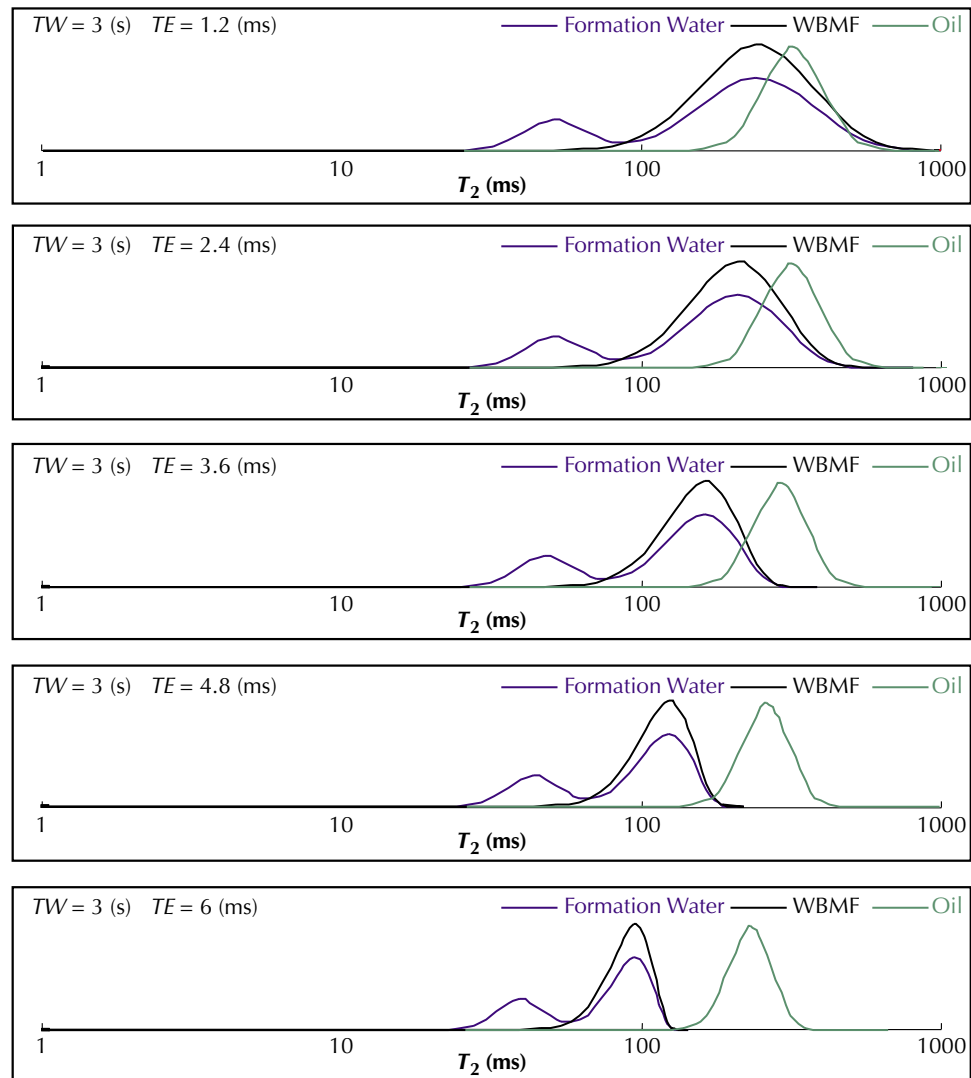 TW = 3 (s) TE = 1.2 (ms) Formation Water WBMF Oil
1 10 100 1000
T2 (ms)
TW = 3 (s) TE = 2.4 (ms) Formation Water WBMF Oil
1 10 100 1000
T2 (ms)
TW = 3 (s) TE = 3.6 (ms) Formation Water WBMF Oil
1 10 100 1000
T2 (ms)
TW = 3 (s) TE = 4.8 (ms) Formation Water WBMF Oil
1 10 100 1000
T2 (ms)
TW = 3 (s) TE = 6 (ms) Formation Water WBMF Oil
1 10 100 1000
T2 (ms)